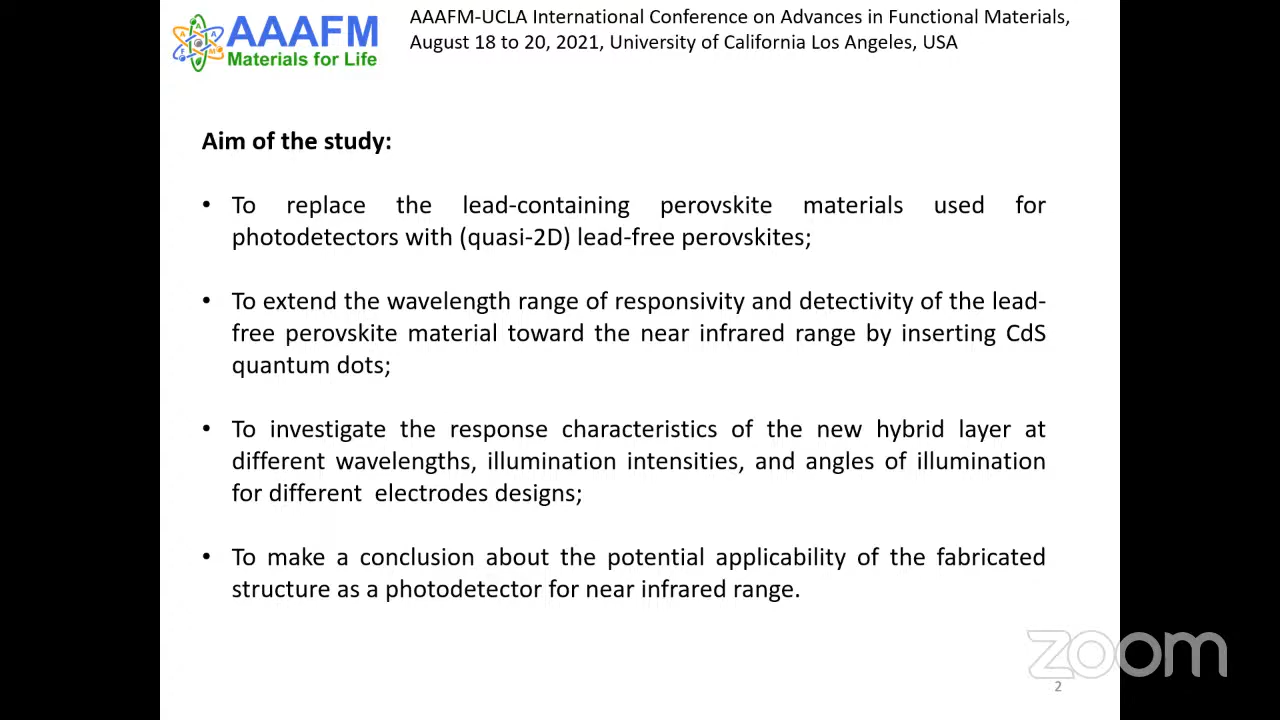 AAAFM
Materials for Life
AAAFM-UCLA International Conference on Advances in Functional Materials,
August 18 to 20, 2021, University of California Los Angeles, USA
Aim of the study:
• To replace the lead-containing perovskite materials used for
photodetectors with (quasi-2D) lead-free perovskites;
• To extend the wavelength range of responsivity and detectivity of the lead-
free perovskite material toward the near infrared range by inserting CdS
quantum dots;
• To investigate the response characteristics of the new hybrid layer at
different wavelengths, illumination intensities, and angles of illumination
for different  electrodes designs;
• To make a conclusion about the potential applicability of the fabricated
structure as a photodetector for near infrared range.
zoom
2